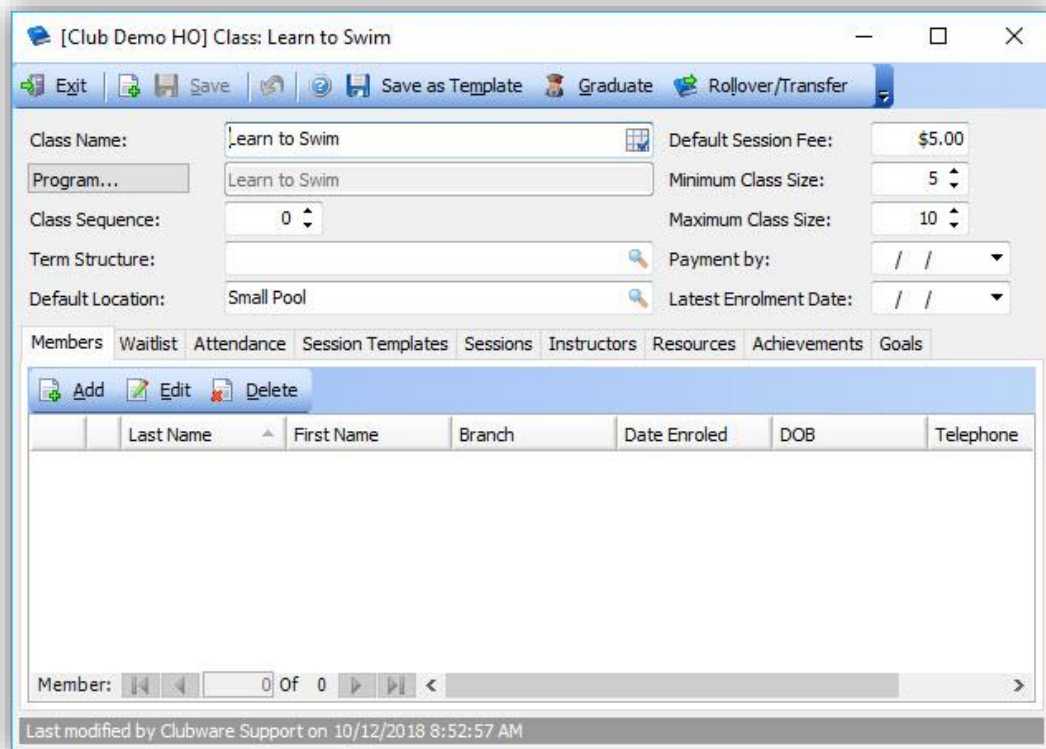 [Club Demo HO] Class: Learn to Swim
Exit Save Save as Template Graduate Rollover/Transfer
Class Name: Learn to Swim Default Session Fee: $5.00
Program... Learn to Swim Minimum Class Size: 5
Class Sequence: 0 Maximum Class Size: 10
Term Structure: Payment by: / /
Default Location: Small Pool Latest Enrolment Date: / /
Members Waitlist Attendance Session Templates Sessions Instructors Resources Achievements Goals
Add Edit Delete
Last Name First Name Branch Date Enroled DOB Telephone
Member: 0 Of 0
Last modified by Clubware Support on 10/12/2018 8:52:57 AM